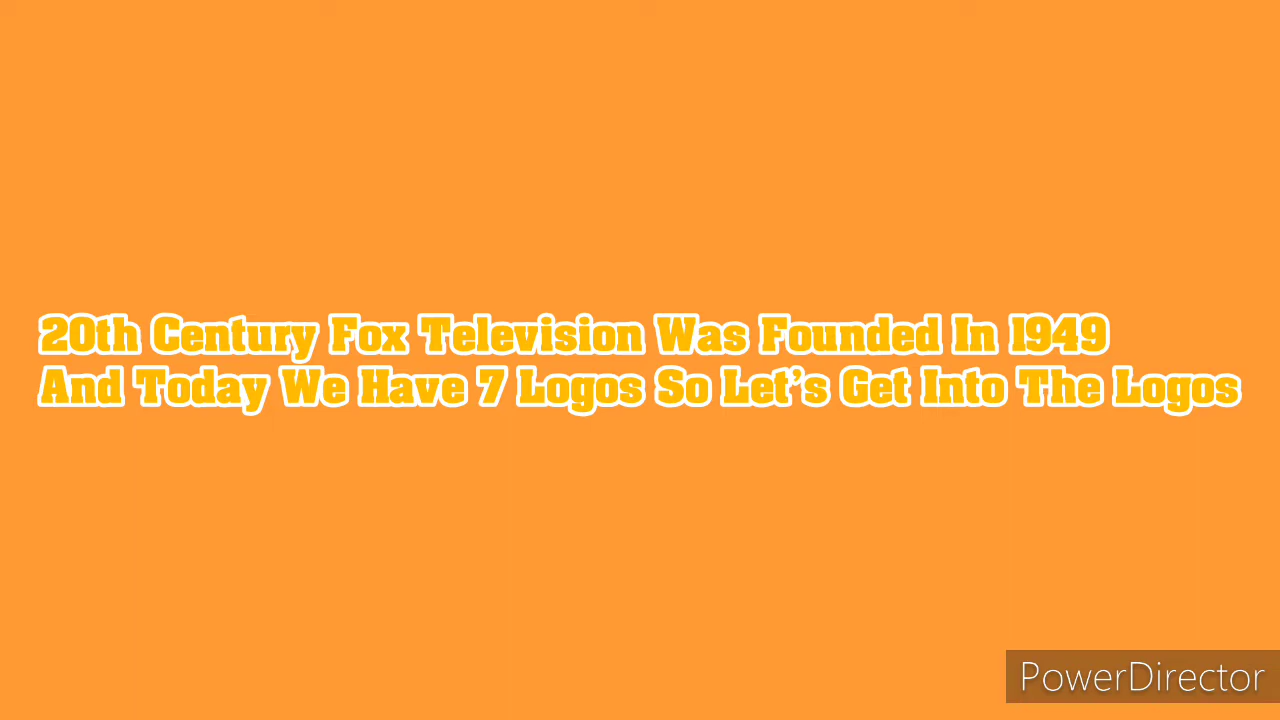 20th Century Fox Television Was Founded In 1949
And Today We Have 7 Logos So Let’s Get Into The Logos
PowerDirector